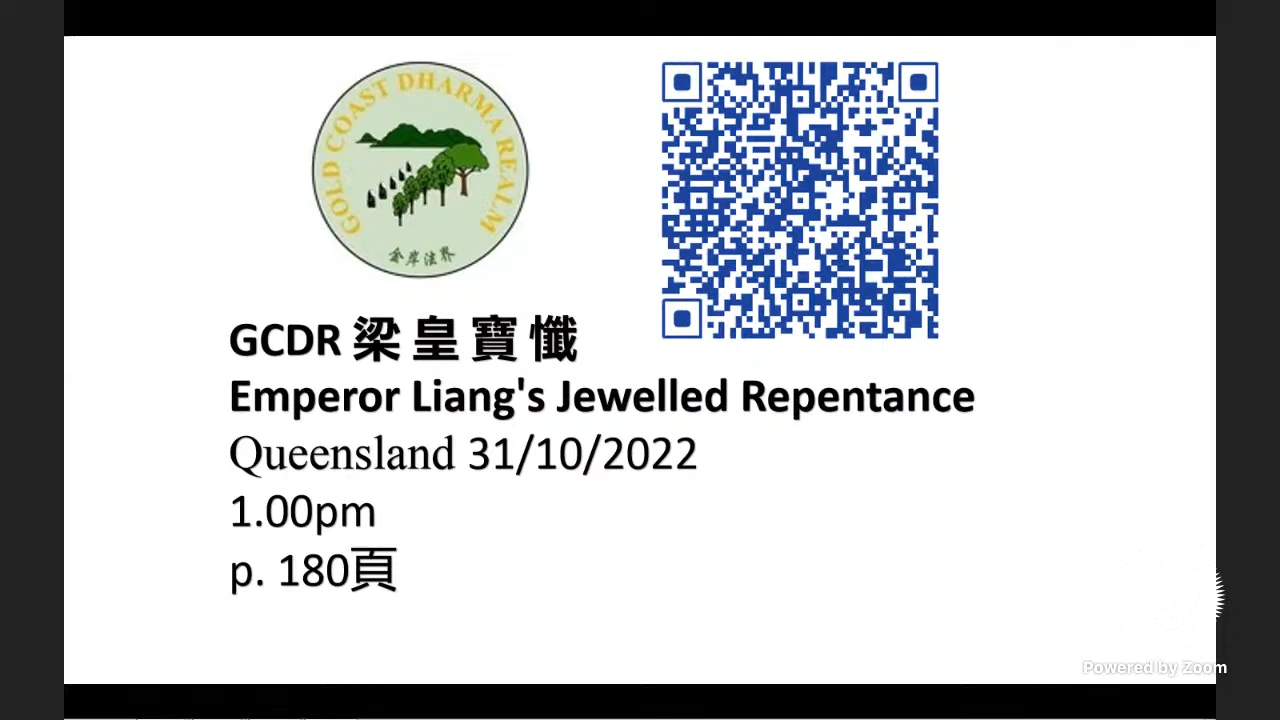 GOLD COAST DHARMA REALM
金岸法界
GCDR 梁皇寶懺
Emperor Liang's Jewelled Repentance
Queensland 31/10/2022
1.00pm
p. 180頁
Powered by Zoom